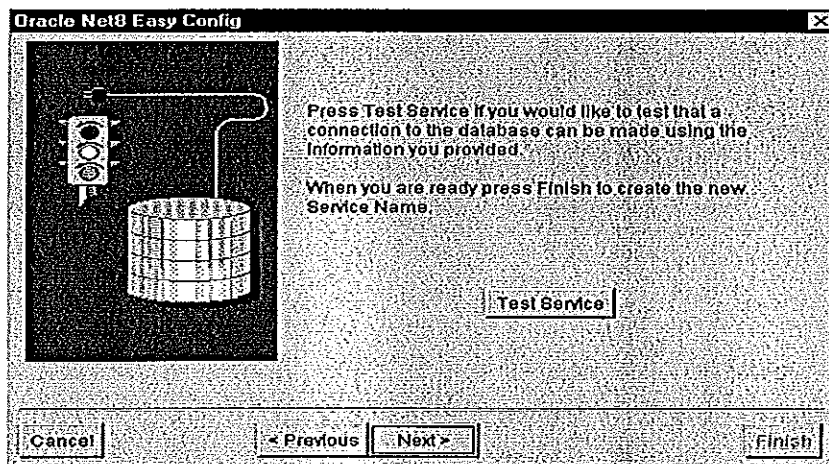 Oracle Net8 Easy Config
Press Test Service if you would like to test that a
connection to the database can be made using the
information you provided.
When you are ready press Finish to create the new
Service Name.
Test Service
Cancel
< Previous
Next >
Finish